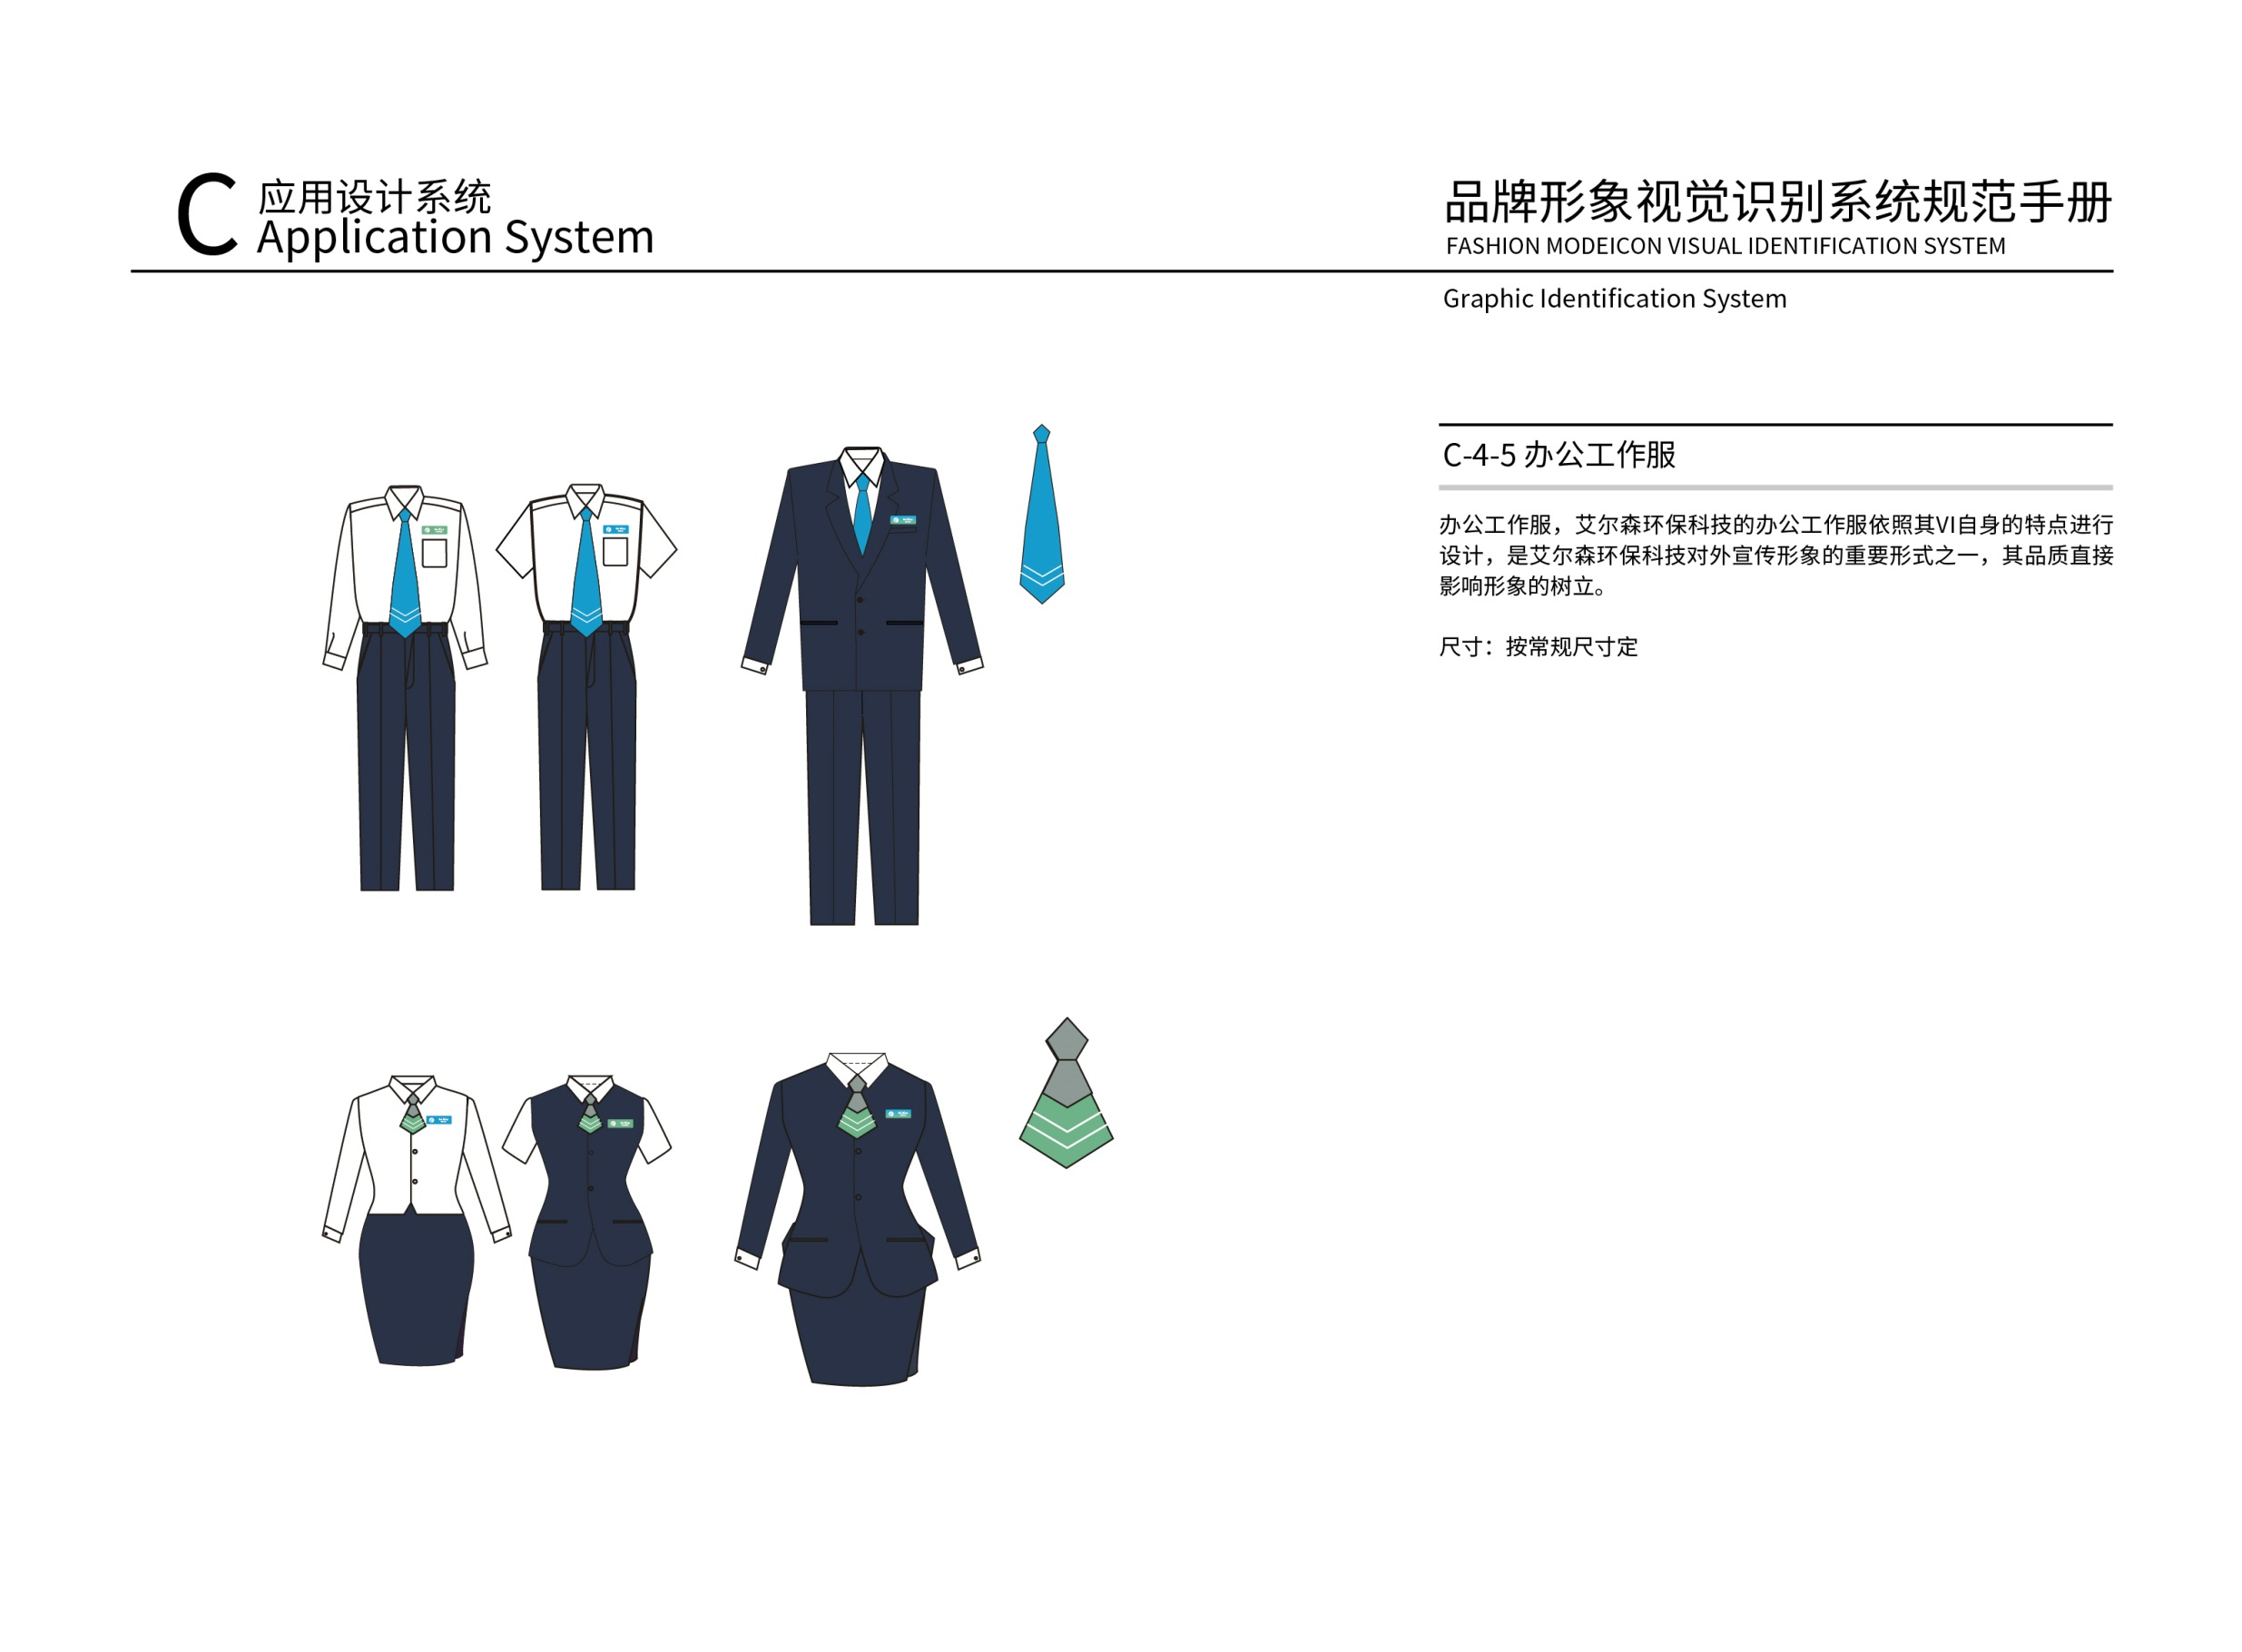 C
应用设计系统
Application System
品牌形象视觉识别系统规范手册
FASHION MODEICON VISUAL IDENTIFICATION SYSTEM
Graphic Identification System
C-4-5 办公工作服
办公工作服，艾尔森环保科技的办公工作服依照其VI自身的特点进行
设计，是艾尔森环保科技对外宣传形象的重要形式之一，其品质直接
影响形象的树立。
尺寸：按常规尺寸定